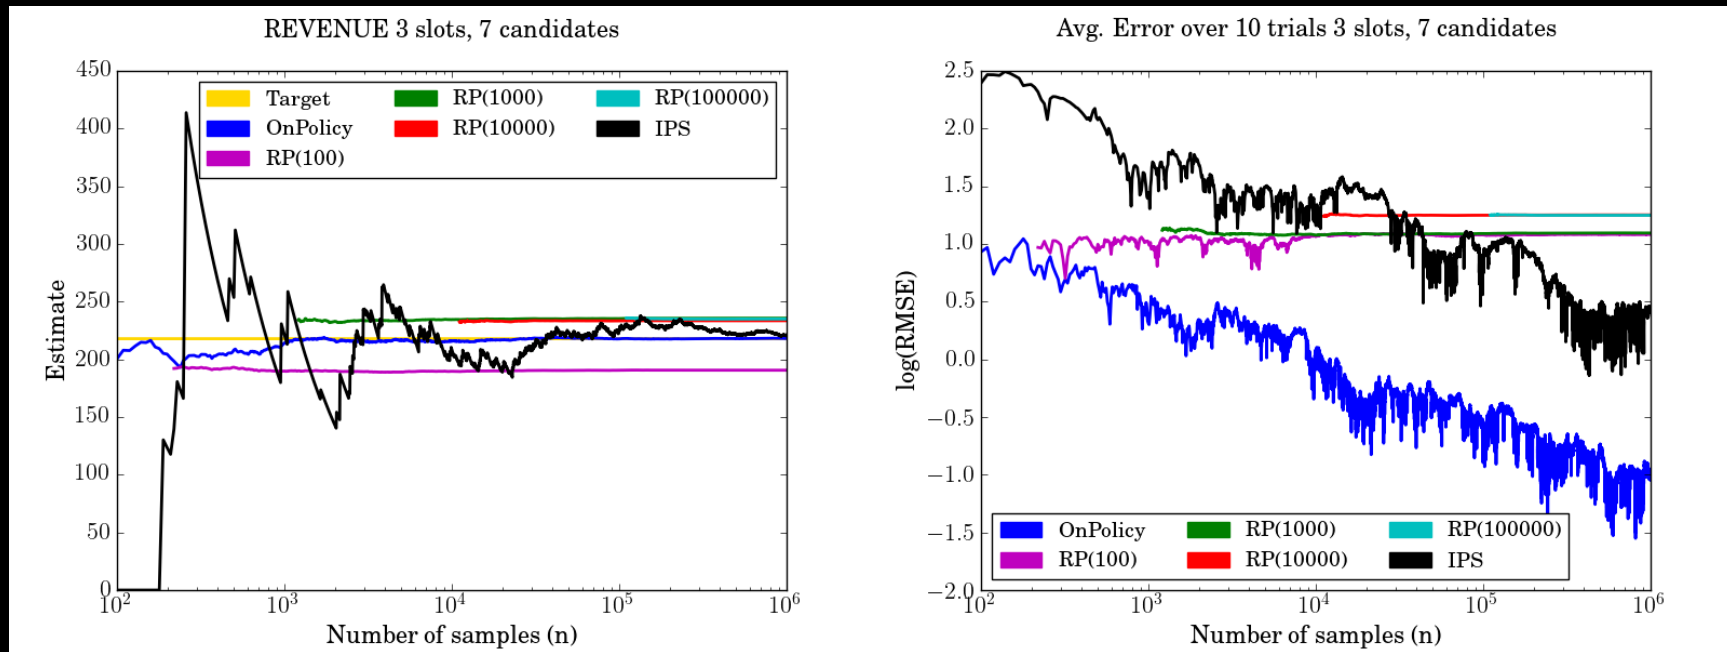 REVENUE 3 slots, 7 candidates
450
400
350
300
250
200
150
100
50
0
Estimate
Target
OnPolicy
RP(100)
RP(1000)
RP(10000)
RP(100000)
IPS
10^2
10^3
10^4
10^5
10^6
Number of samples (n)
Avg. Error over 10 trials 3 slots, 7 candidates
2.5
2.0
1.5
1.0
0.5
0.0
−0.5
−1.0
−1.5
−2.0
log(RMSE)
OnPolicy
RP(100)
RP(1000)
RP(10000)
RP(100000)
IPS
10^2
10^3
10^4
10^5
10^6
Number of samples (n)